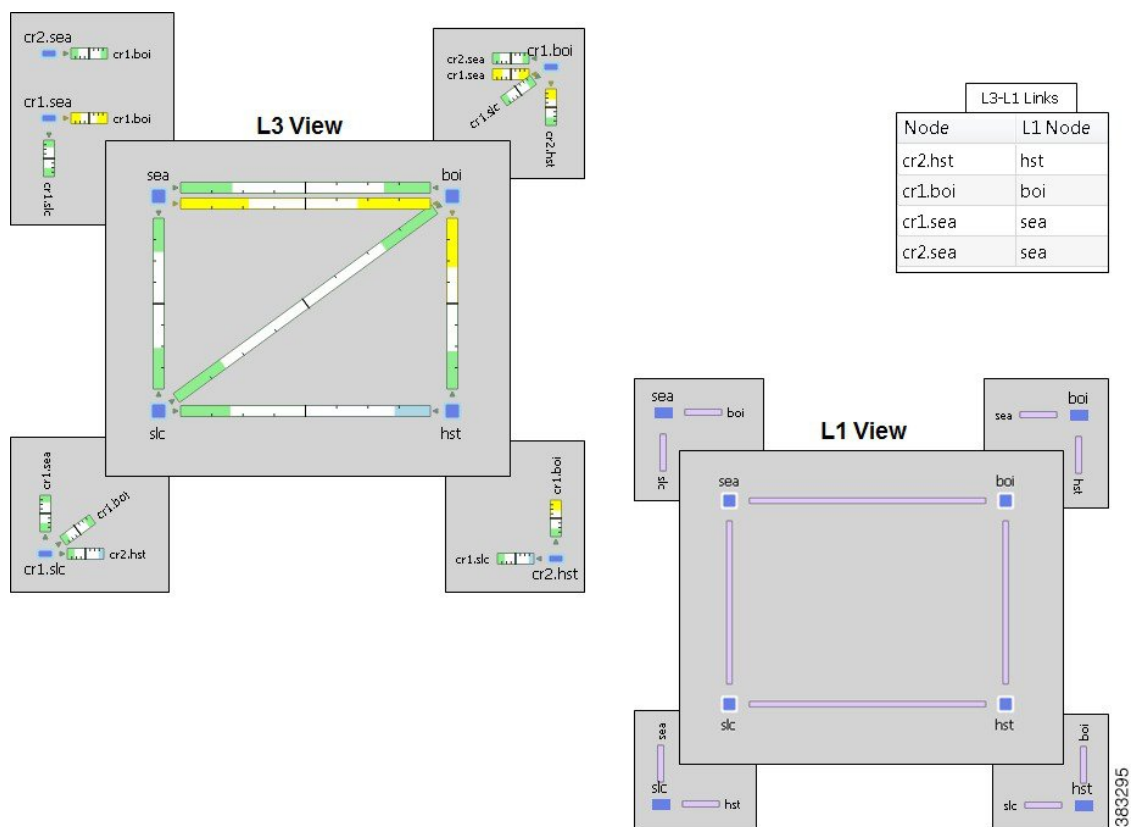 cr2.sea
cr1.boi
cr1.sea
cr1.boi
cr1.slc
cr1.boi
cr2.sea
cr1.sea
cr1.slc
cr2.hst
L3 View
sea
boi
slc
hst
cr1.sea
cr1.boi
cr2.hst
cr1.slc
cr1.boi
cr1.slc
cr2.hst
L3-L1 Links
Node L1 Node
cr2.hst hst
cr1.boi boi
cr1.sea sea
cr2.sea sea
sea
boi
slc
boi
sea
hst
L1 View
sea
boi
slc
hst
sea
slc
hst
boi
hst
slc
383295